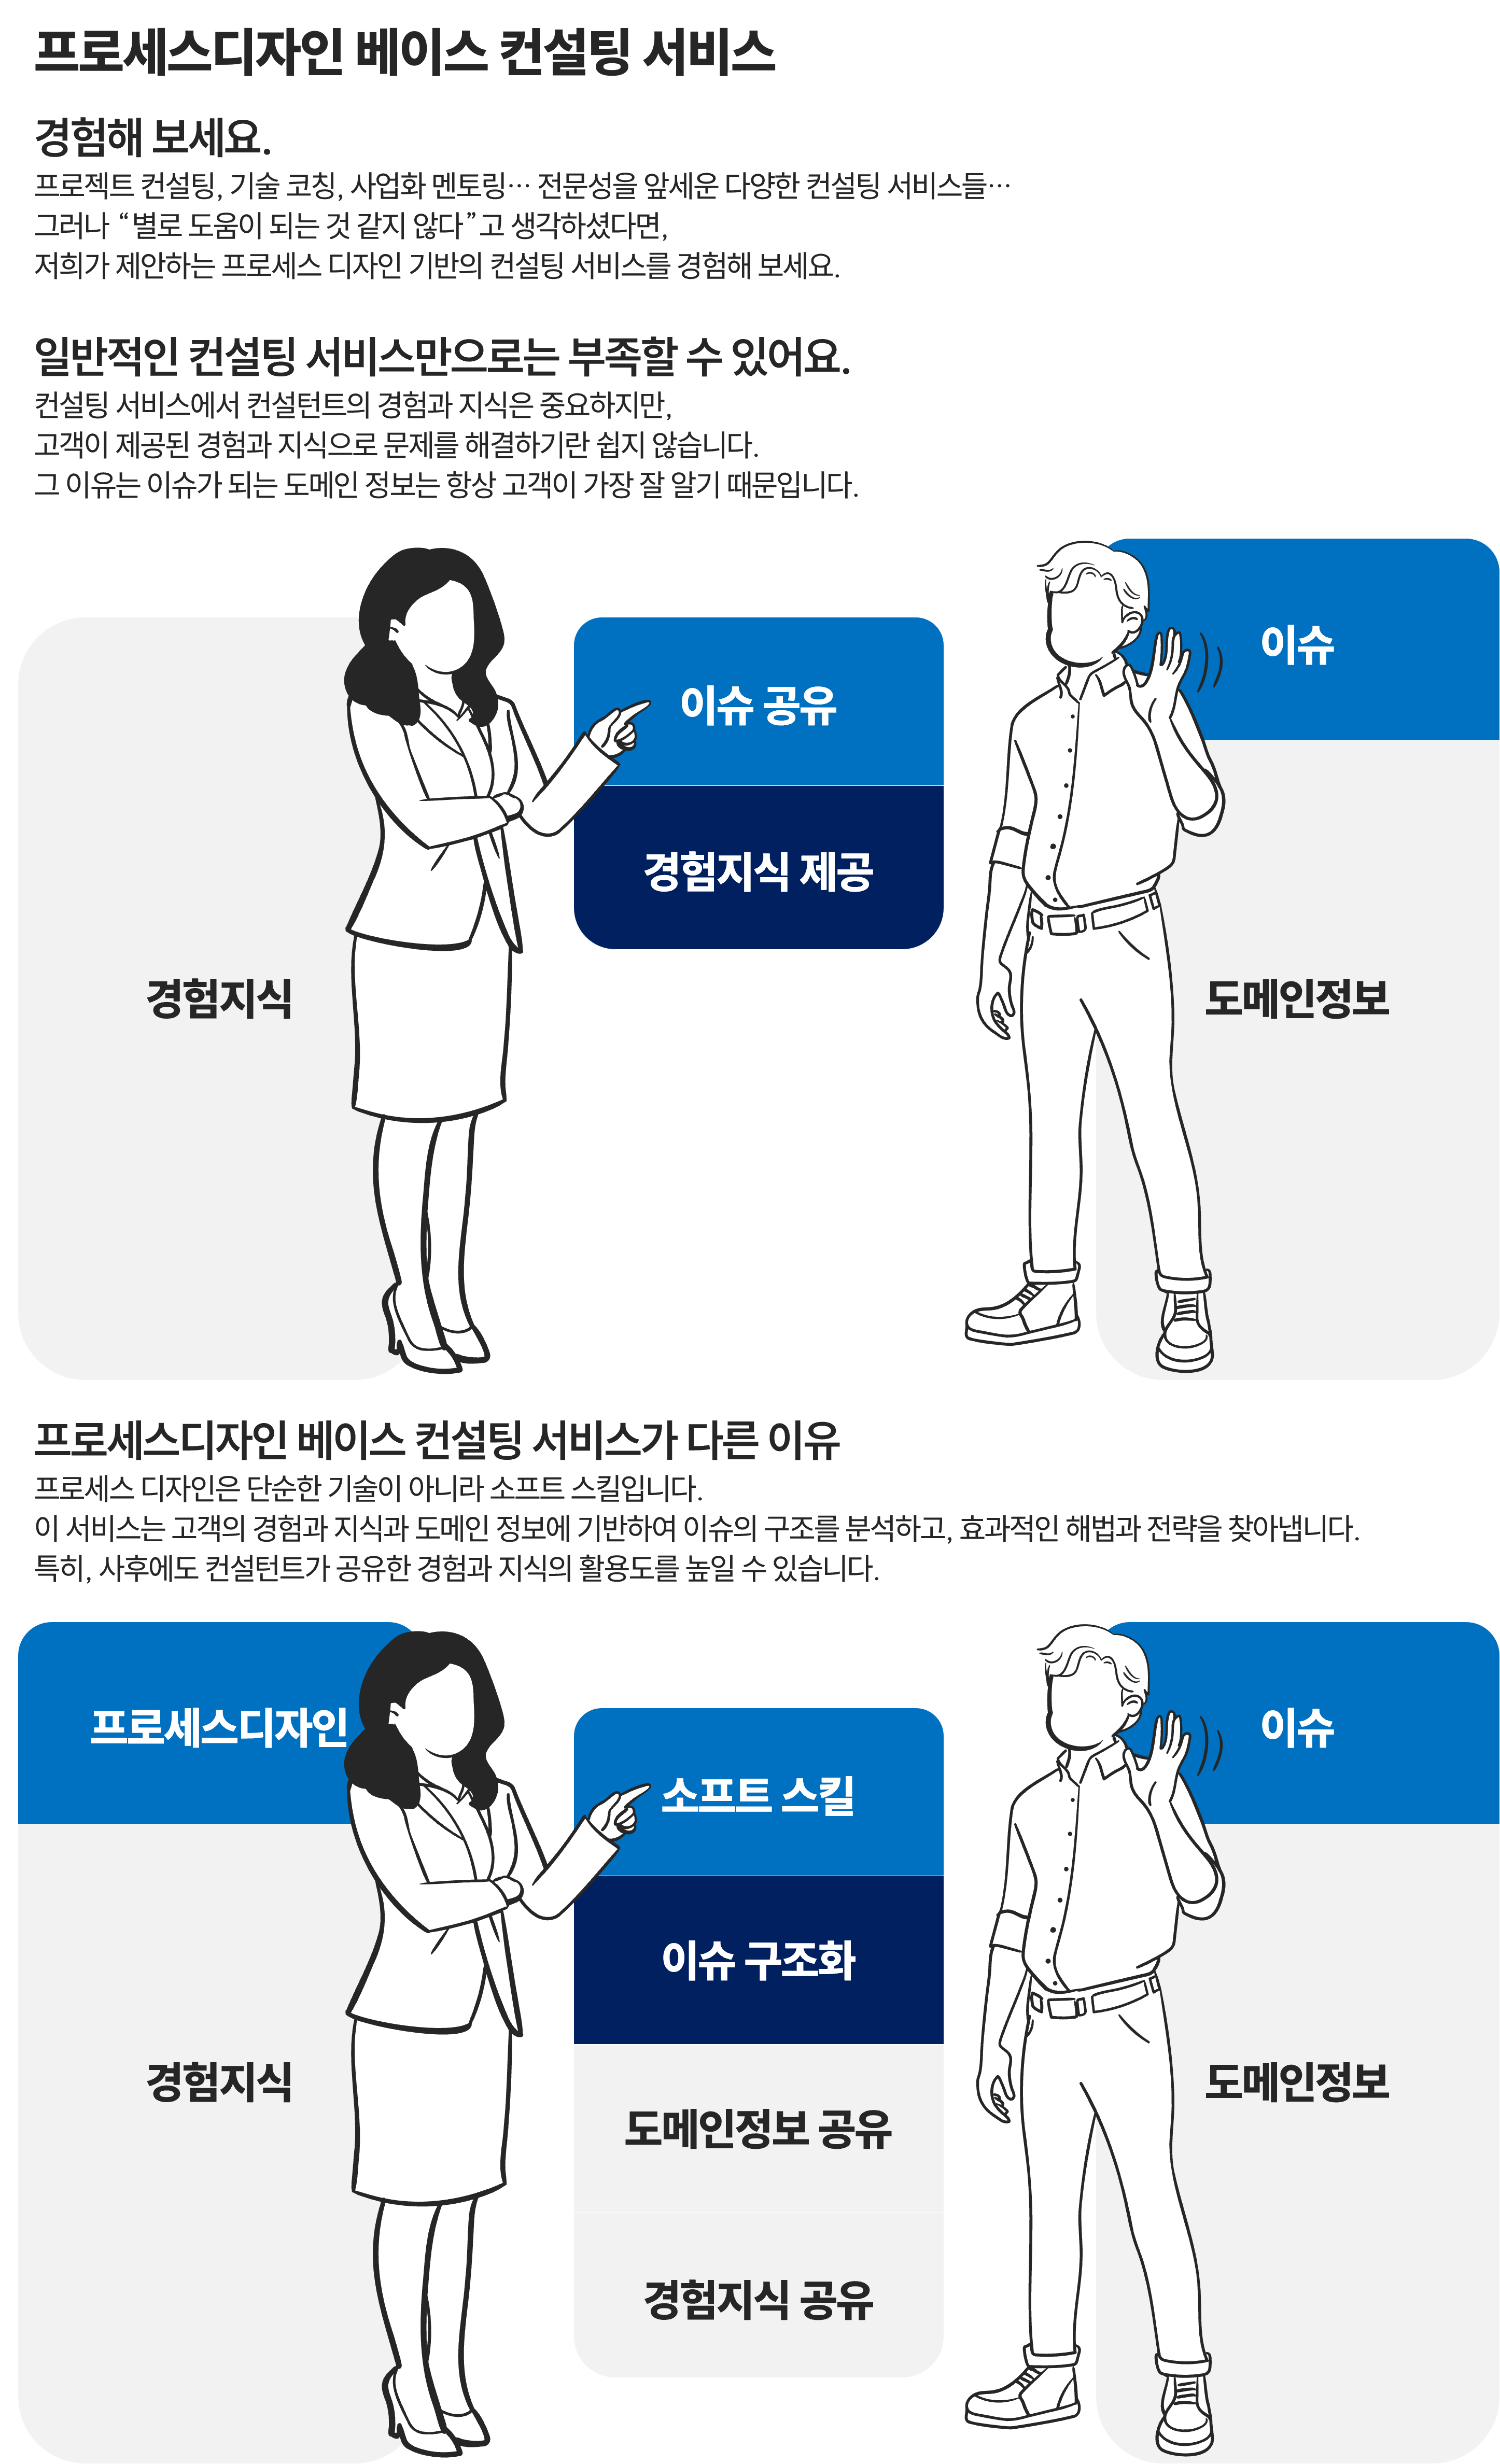 프로세스디자인 베이스 컨설팅 서비스
경험해 보세요.
프로젝트 컨설팅, 기술 코칭, 사업화 멘토링… 전문성을 앞세운 다양한 컨설팅 서비스들…
그러나 “별로 도움이 되는 것 같지 않다”고 생각하셨다면,
저희가 제안하는 프로세스 디자인 기반의 컨설팅 서비스를 경험해 보세요.
일반적인 컨설팅 서비스만으로는 부족할 수 있어요.
컨설팅 서비스에서 컨설턴트의 경험과 지식은 중요하지만,
고객이 제공된 경험과 지식으로 문제를 해결하기란 쉽지 않습니다.
그 이유는 이슈가 되는 도메인 정보는 항상 고객이 가장 잘 알기 때문입니다.
이슈
이슈 공유
경험지식 제공
경험지식
도메인정보
프로세스디자인 베이스 컨설팅 서비스가 다른 이유
프로세스 디자인은 단순한 기술이 아니라 소프트 스킬입니다.
이 서비스는 고객의 경험과 지식과 도메인 정보에 기반하여 이슈의 구조를 분석하고, 효과적인 해법과 전략을 찾아냅니다.
특히, 사후에도 컨설턴트가 공유한 경험과 지식의 활용도를 높일 수 있습니다.
프로세스디자인
이슈
소프트 스킬
이슈 구조화
경험지식
도메인정보
도메인정보 공유
경험지식 공유